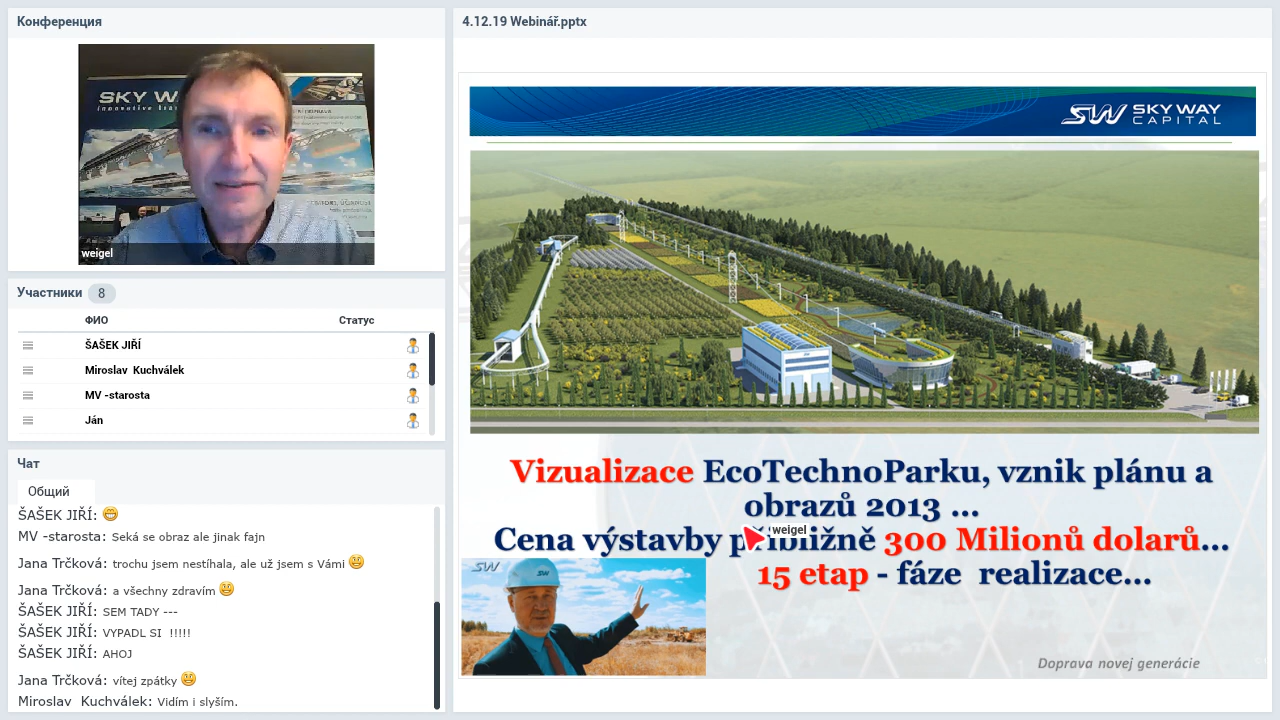 Конференция
SKY W
weigel
Участники 8
ФИО Статус
ŠAŠEK JIŘÍ
Miroslav Kuchválek
MV -starosta
Ján
Чат
Общий
ŠAŠEK JIŘÍ:
MV -starosta: Seká se obraz ale jinak fajn
Jana Trčková: trochu jsem nestíhala, ale už jsem s Vámi
Jana Trčková: a všechny zdravím
ŠAŠEK JIŘÍ: SEM TADY ---
ŠAŠEK JIŘÍ: VYPADL SI !!!!!
ŠAŠEK JIŘÍ: AHOJ
Jana Trčková: vítej zpátky
Miroslav Kuchválek: Vidím i slyším.
4.12.19 Webinář.pptx
SW SKY WAY
CAPITAL
Vizualizace EcoTechnoParku, vznik plánu a
obrazů 2013 ...
weigel
Cena výstavby přibližně 300 Milionů dolarů...
15 etap - fáze realizace...
SW
SW
Doprava novej generácie